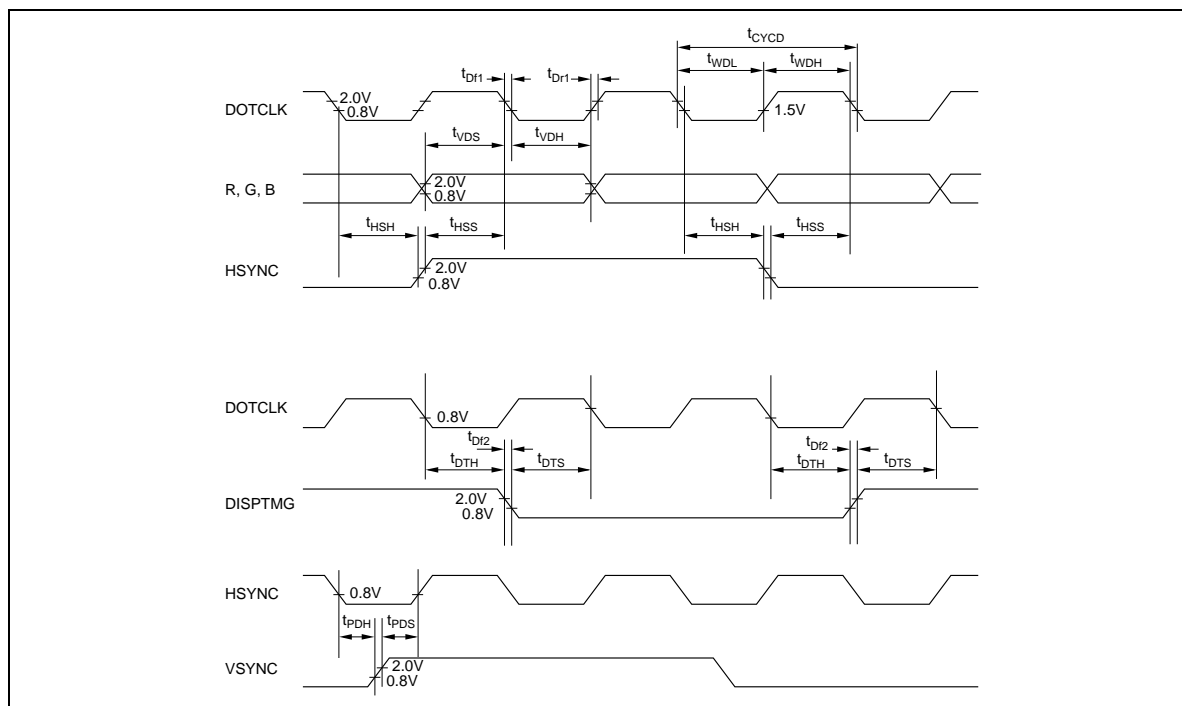 tCYCD
tDf1 tDr1 tWDL tWDH
DOTCLK 2.0V 1.5V
0.8V
tVDS tVDH
R, G, B 2.0V
0.8V
tHSH tHSS tHSH tHSS
HSYNC 2.0V
0.8V
DOTCLK 0.8V
tDf2 tDf2
tDTH tDTS tDTH tDTS
DISPTMG 2.0V
0.8V
HSYNC 0.8V
tPDH tPDS
VSYNC 2.0V
0.8V